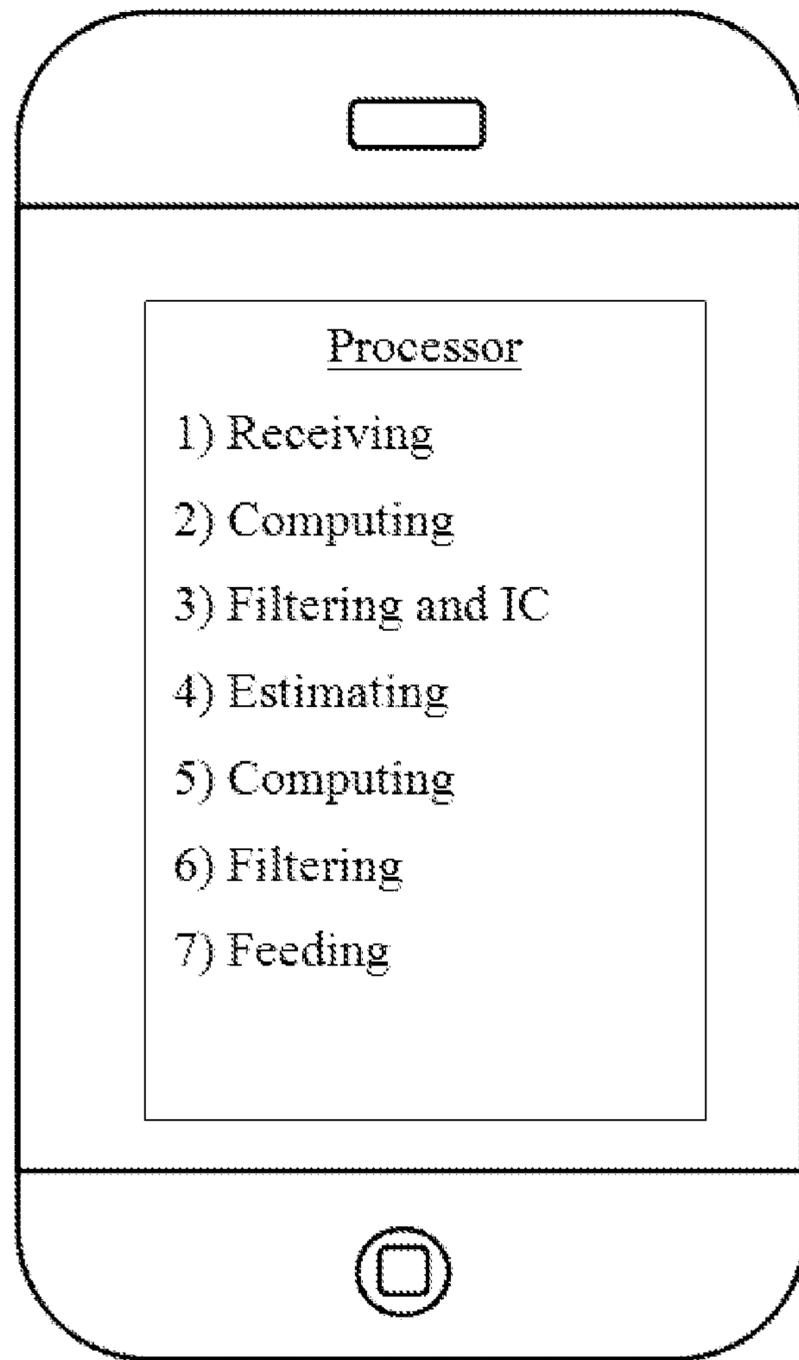 Processor
1) Receiving
2) Computing
3) Filtering and IC
4) Estimating
5) Computing
6) Filtering
7) Feeding